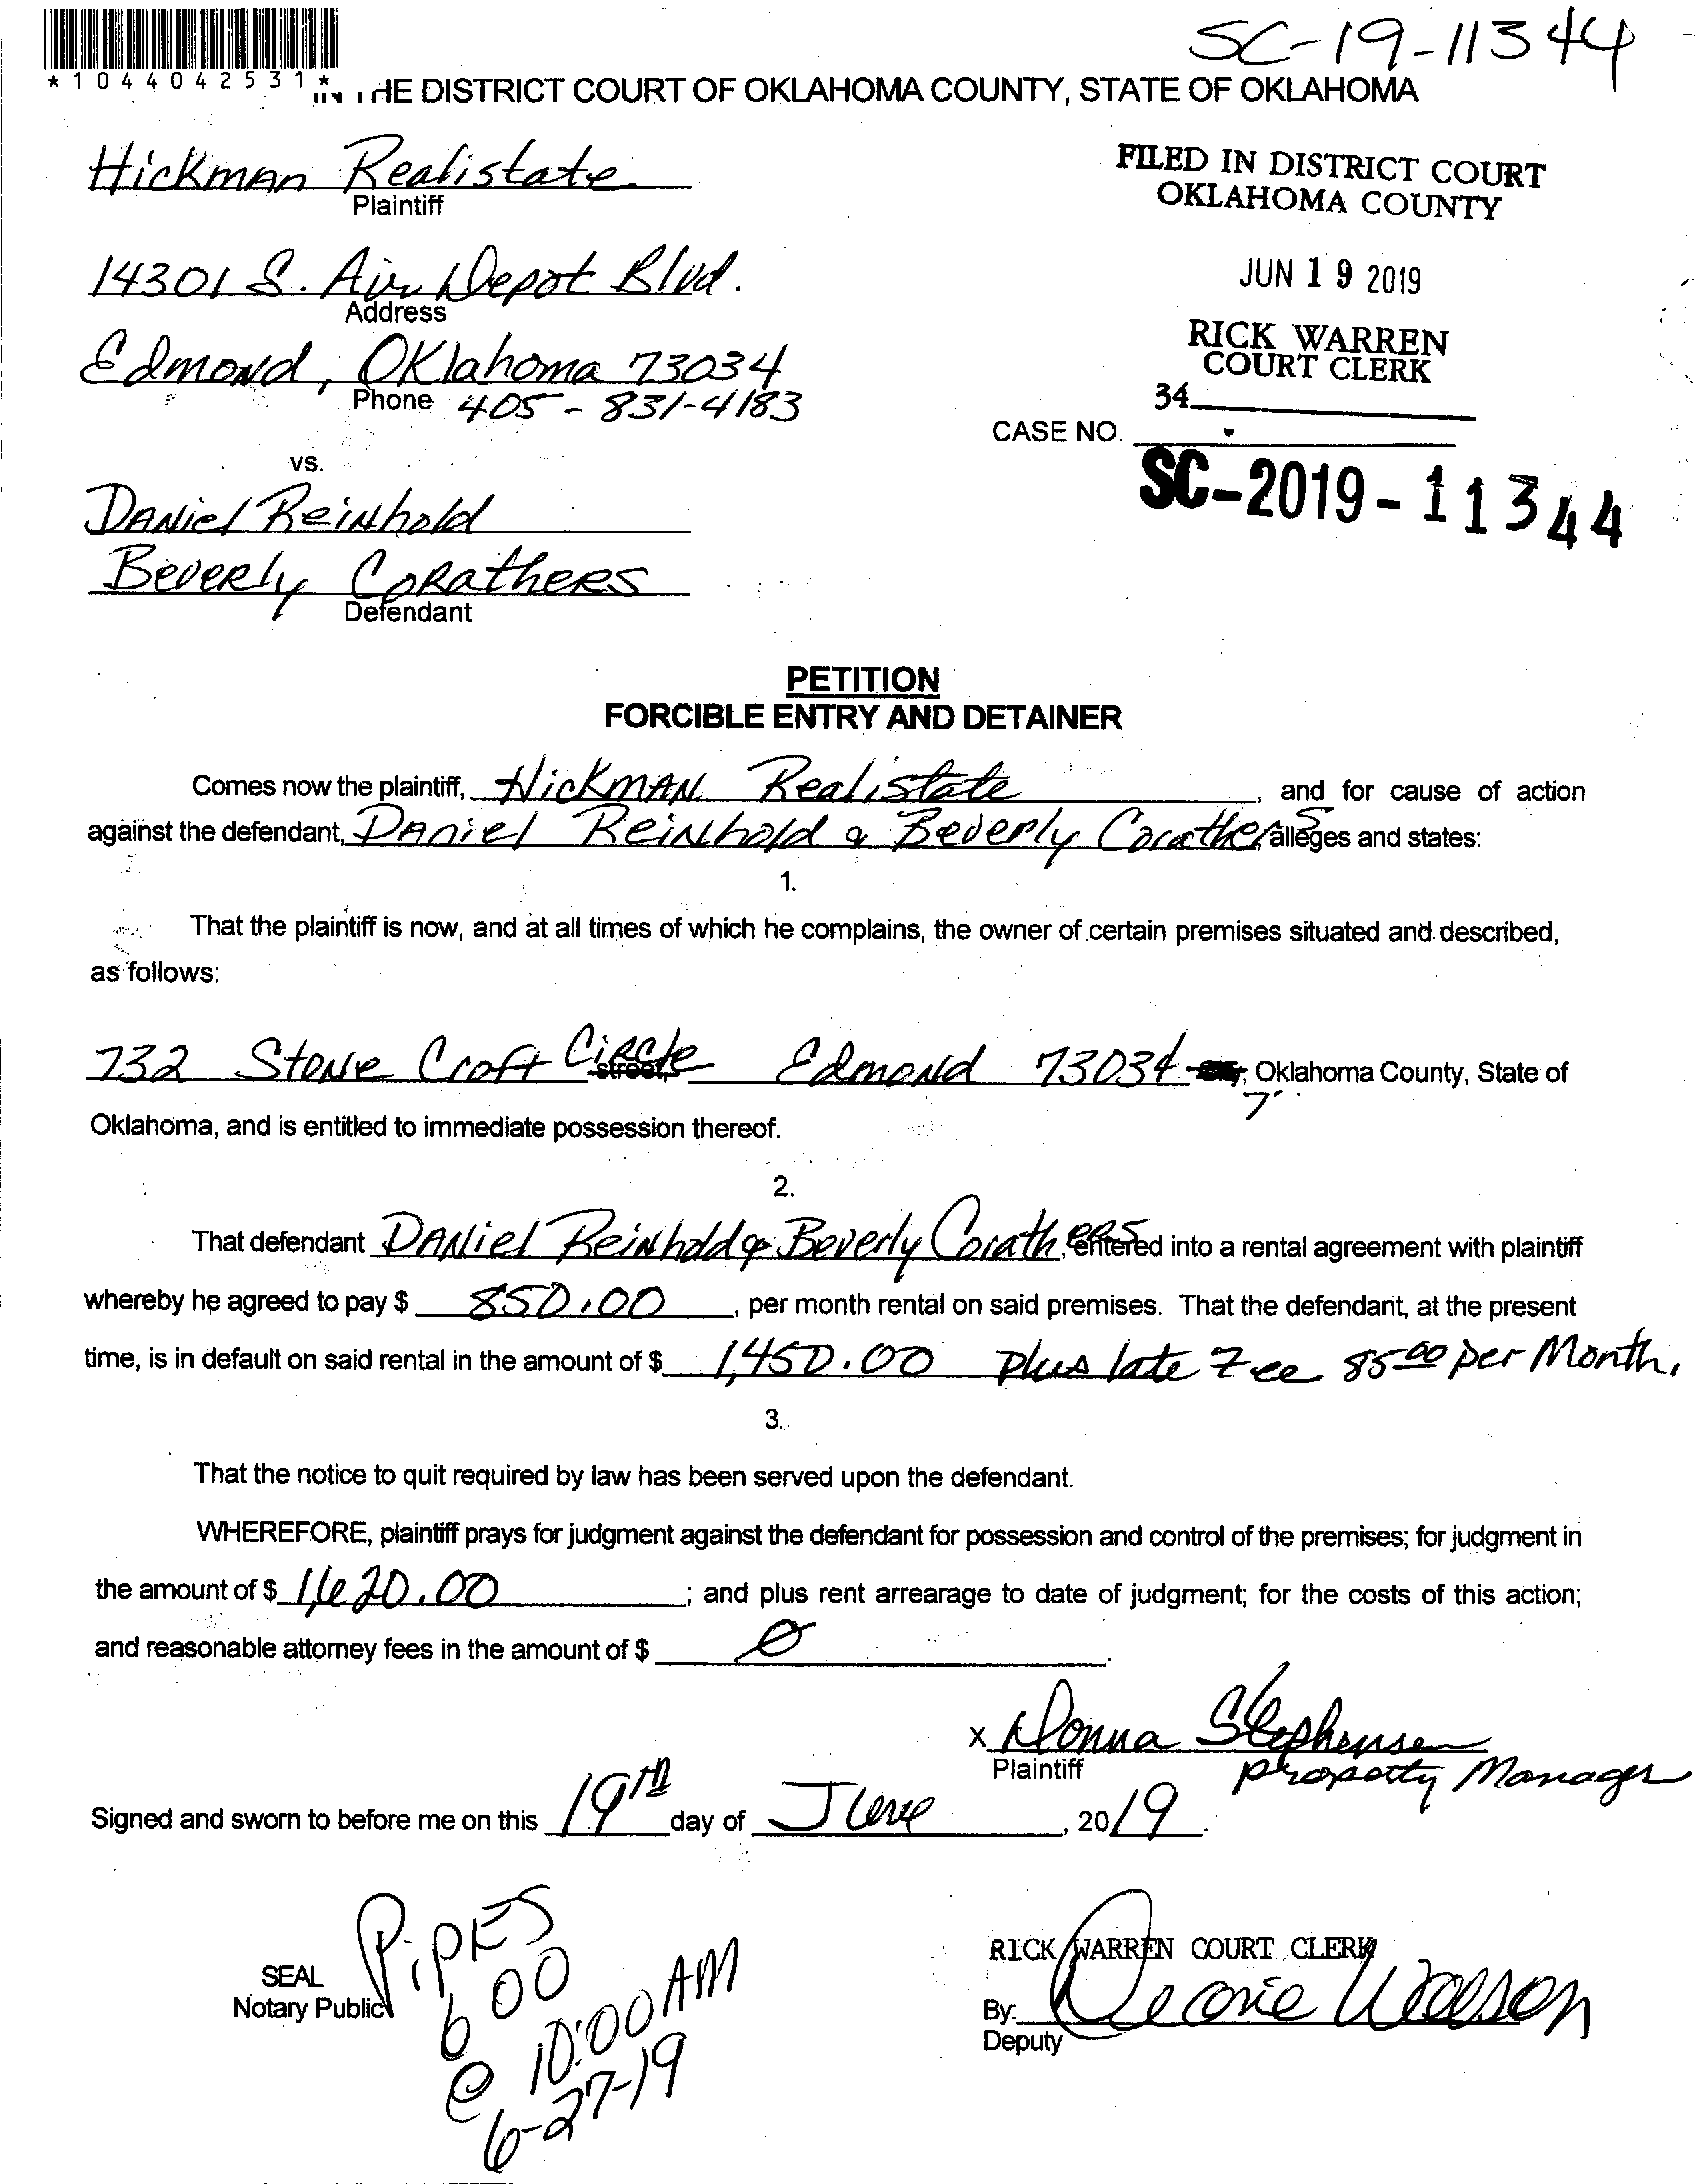 SC-19-11344
*1044042531*
THE DISTRICT COURT OF OKLAHOMA COUNTY, STATE OF OKLAHOMA
Hickman Realistate
Plaintiff
FILED IN DISTRICT COURT
OKLAHOMA COUNTY
14301 S. Air Depot Blvd.
Address
JUN 19 2019
Edmond, Oklahoma 73034
Phone 405-831-4183
RICK WARREN
COURT CLERK
34
CASE NO.
SC-2019-11344
vs.
Daniel Reinhold
Beverly Corathers
Defendant
PETITION
FORCIBLE ENTRY AND DETAINER
Comes now the plaintiff, Hickman Realistate, and for cause of action
against the defendant, Daniel Reinhold & Beverly Corathers alleges and states:
1.
That the plaintiff is now, and at all times of which he complains, the owner of certain premises situated and described,
as follows:
732 Stone Croft Circle street, Edmond 73034, Oklahoma County, State of
Oklahoma, and is entitled to immediate possession thereof.
2.
That defendant Daniel Reinhold & Beverly Corathers, entered into a rental agreement with plaintiff
whereby he agreed to pay $ 850.00, per month rental on said premises. That the defendant, at the present
time, is in default on said rental in the amount of $ 1,450.00 plus late Fee 85.00 per Month.
3.
That the notice to quit required by law has been served upon the defendant.
WHEREFORE, plaintiff prays for judgment against the defendant for possession and control of the premises; for judgment in
the amount of $ 1,620.00; and plus rent arrearage to date of judgment; for the costs of this action;
and reasonable attorney fees in the amount of $ 0.
x Donna Stephenson
Plaintiff property Manager
Signed and sworn to before me on this 19th day of June, 2019.
SEAL
Notary Public
Pipes
600
@ 10:00 AM
6-27-19
RICK WARREN COURT CLERK
By:
Deputy